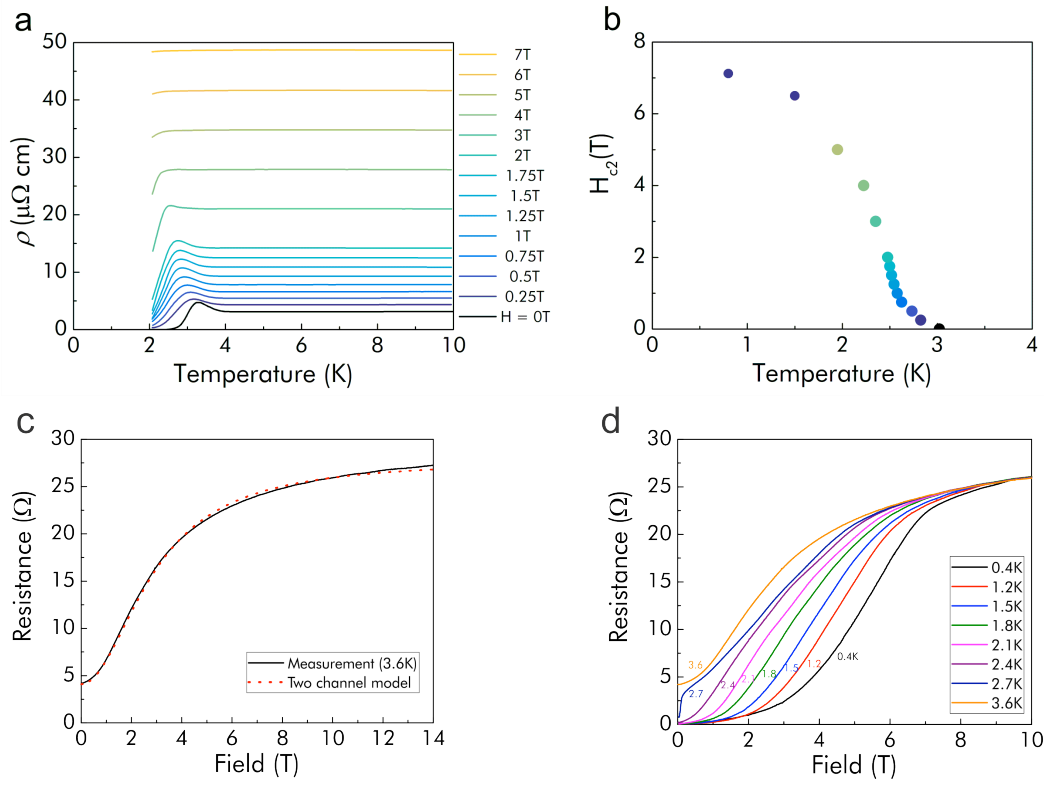 a
50
40
30
20
10
0
ρ (μΩ cm)
0
2
4
6
8
10
Temperature (K)
7T
6T
5T
4T
3T
2T
1.75T
1.5T
1.25T
1T
0.75T
0.5T
0.25T
H = 0T
b
8
6
4
2
0
Hc2(T)
0
1
2
3
4
Temperature (K)
c
30
25
20
15
10
5
0
Resistance (Ω)
Measurement (3.6K)
Two channel model
0
2
4
6
8
10
12
14
Field (T)
d
30
25
20
15
10
5
0
Resistance (Ω)
3.6
2.7
2.4
2.1
1.8
1.5
1.2
0.4K
0.4K
1.2K
1.5K
1.8K
2.1K
2.4K
2.7K
3.6K
0
2
4
6
8
10
Field (T)